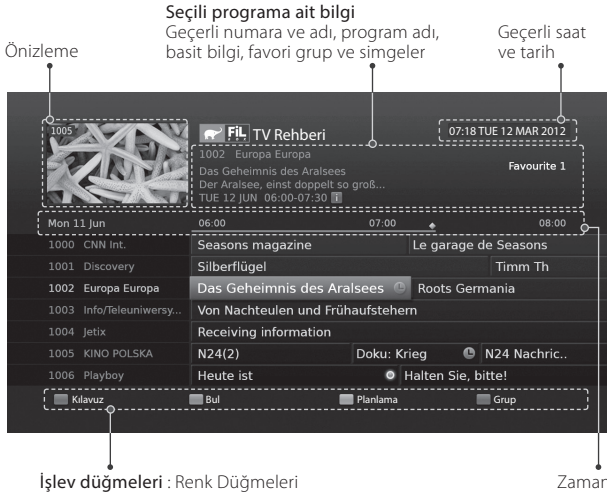 Seçili programa ait bilgi
Geçerli numara ve adı, program adı,
basit bilgi, favori grup ve simgeler
Geçerli saat
ve tarih
Önizleme
1005
FİL TV Rehberi
07:18 TUE 12 MAR 2012
1002 Europa Europa
Favourite 1
Das Geheimnis des Aralsees
Der Aralsee, einst doppelt so groß...
TUE 12 JUN 06:00-07:30 i
Mon 11 Jun 06:00 07:00 08:00
1000 CNN Int. Seasons magazine Le garage de Seasons
1001 Discovery Silberflügel Timm Th
1002 Europa Europa Das Geheimnis des Aralsees Roots Germania
1003 Info/Teleuniwersy... Von Nachteulen und Frühaufstehern
1004 Jetix Receiving information
1005 KINO POLSKA N24(2) Doku: Krieg N24 Nachric..
1006 Playboy Heute ist Halten Sie, bitte!
Kılavuz Bul Planlama Grup
İşlev düğmeleri : Renk Düğmeleri
Zamar